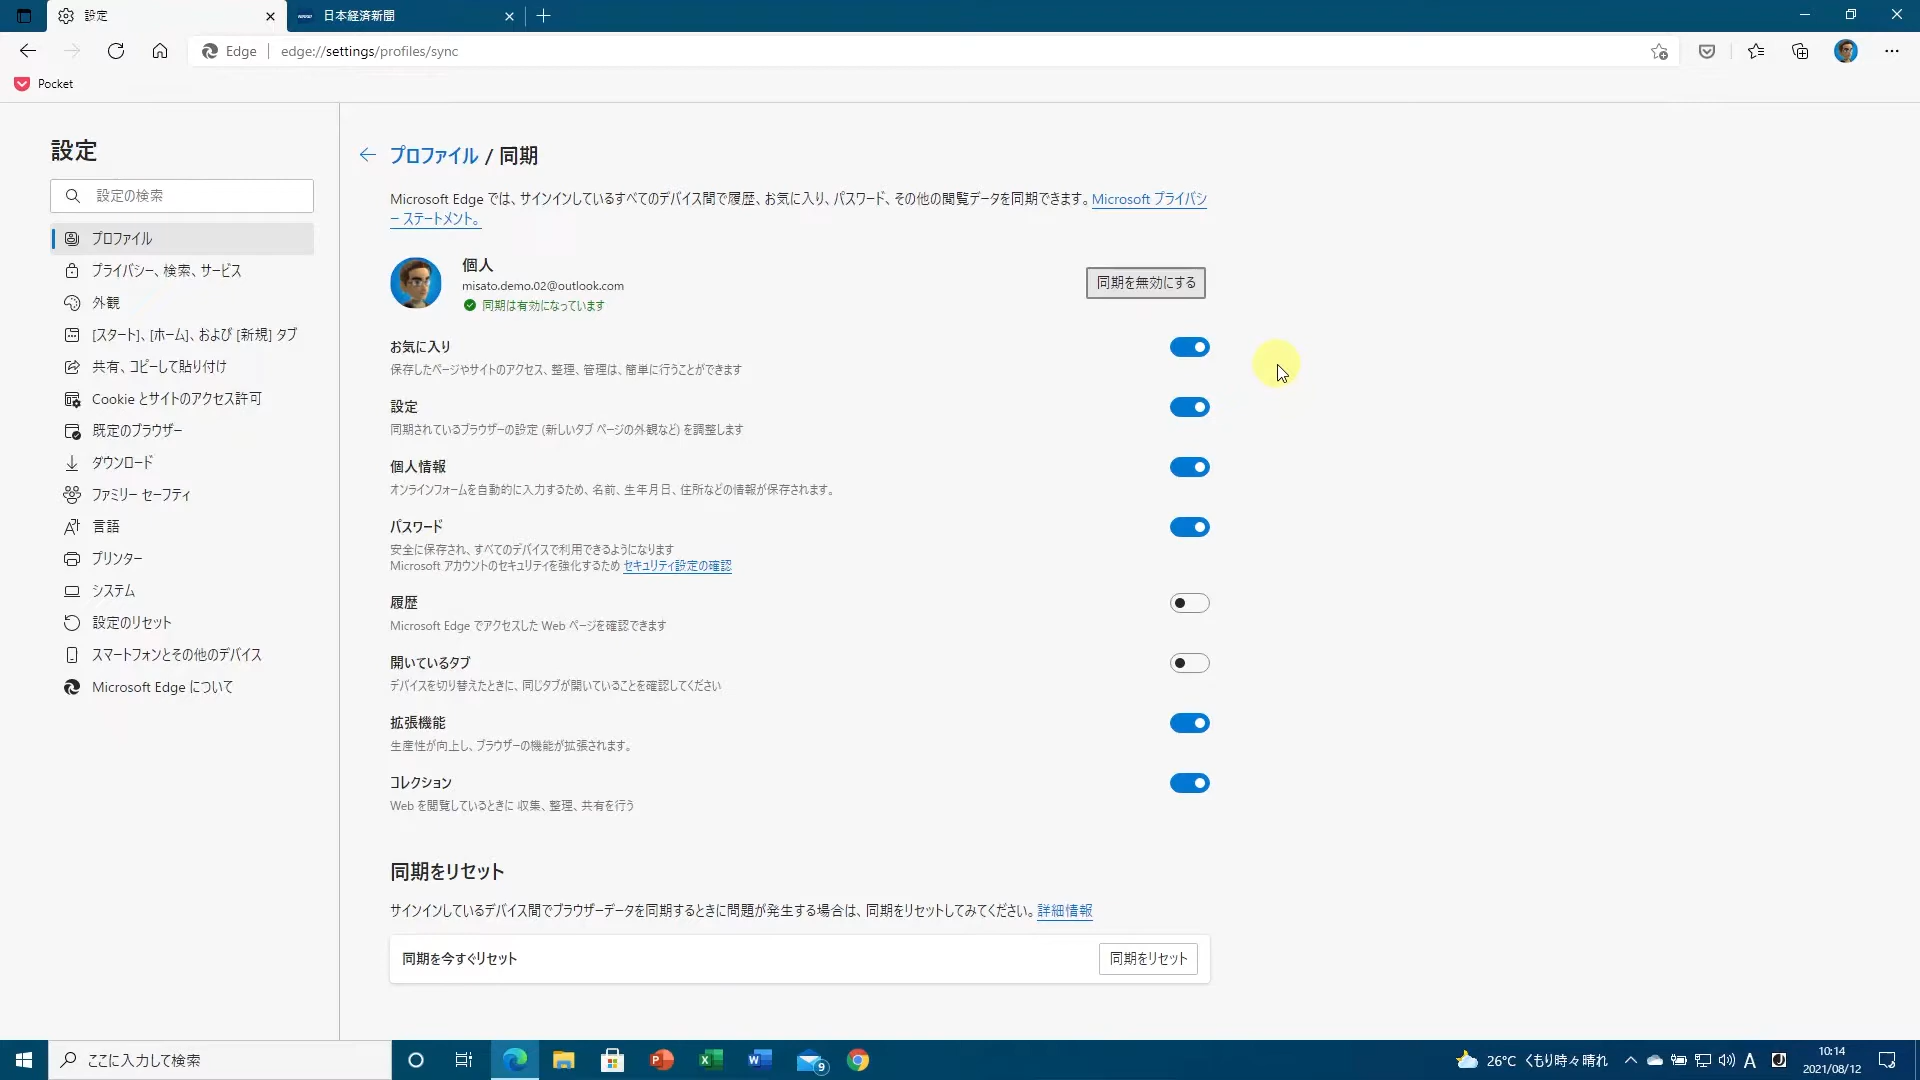 設定
日本経済新聞
Edge
edge://settings/profiles/sync
Pocket
設定
設定の検索
プロファイル
プライバシー、検索、サービス
外観
[スタート]、[ホーム]、および [新規] タブ
共有、コピーして貼り付け
Cookie とサイトのアクセス許可
既定のブラウザー
ダウンロード
ファミリー セーフティ
言語
プリンター
システム
設定のリセット
スマートフォンとその他のデバイス
Microsoft Edge について
プロファイル / 同期
Microsoft Edge では、サインインしているすべてのデバイス間で履歴、お気に入り、パスワード、その他の閲覧データを同期できます。Microsoft プライバシ
ー ステートメント。
個人
misato.demo.02@outlook.com
同期は有効になっています
同期を無効にする
お気に入り
保存したページやサイトのアクセス、整理、管理は、簡単に行うことができます
設定
同期されているブラウザーの設定 (新しいタブ ページの外観など) を調整します
個人情報
オンラインフォームを自動的に入力するため、名前、生年月日、住所などの情報が保存されます。
パスワード
安全に保存され、すべてのデバイスで利用できるようになります
Microsoft アカウントのセキュリティを強化するため セキュリティ設定の確認
履歴
Microsoft Edge でアクセスした Web ページを確認できます
開いているタブ
デバイスを切り替えたときに、同じタブが開いていることを確認してください
拡張機能
生産性が向上し、ブラウザーの機能が拡張されます。
コレクション
Web を閲覧しているときに 収集、整理、共有を行う
同期をリセット
サインインしているデバイス間でブラウザーデータを同期するときに問題が発生する場合は、同期をリセットしてみてください。詳細情報
同期を今すぐリセット
同期をリセット
ここに入力して検索
9
26°C くもり時々晴れ
A
10:14
2021/08/12